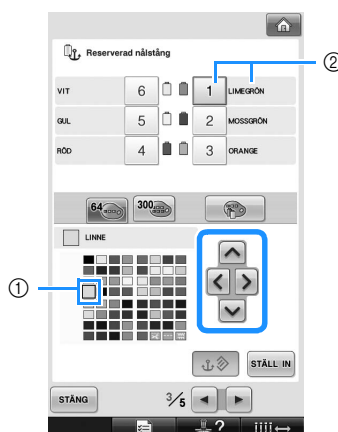 Reserverad nålstång
②
VIT 6 1 LIMEGRÖN
GUL 5 2 MOSSGRÖN
RÖD 4 3 ORANGE
64 300
LINNE
①
STÄLL IN
STÄNG 3/5
?